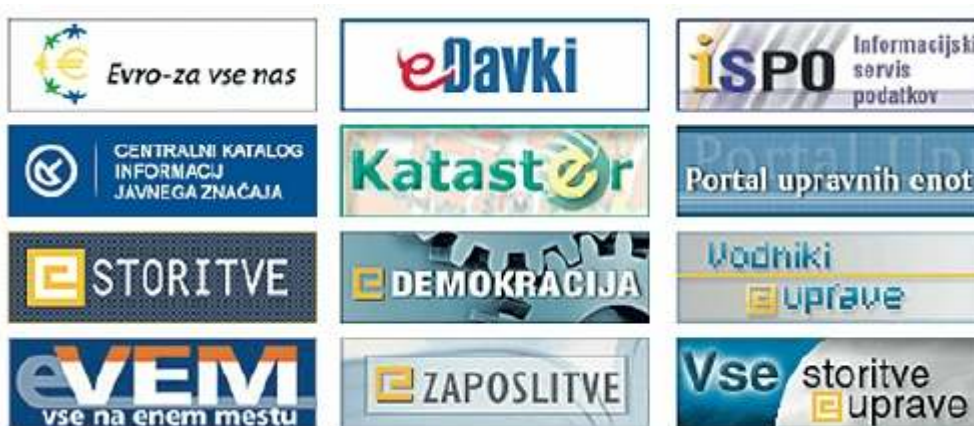 Evro-za vse nas
eDavki
iSPO
Informacijski
servis
podatkov
CENTRALNI KATALOG
INFORMACIJ
JAVNEGA ZNAČAJA
Kataster
Portal upravnih enot
e STORITVE
e DEMOKRACIJA
Vodniki
e uprave
eVEM
vse na enem mestu
e ZAPOSLITVE
Vse storitve
e uprave